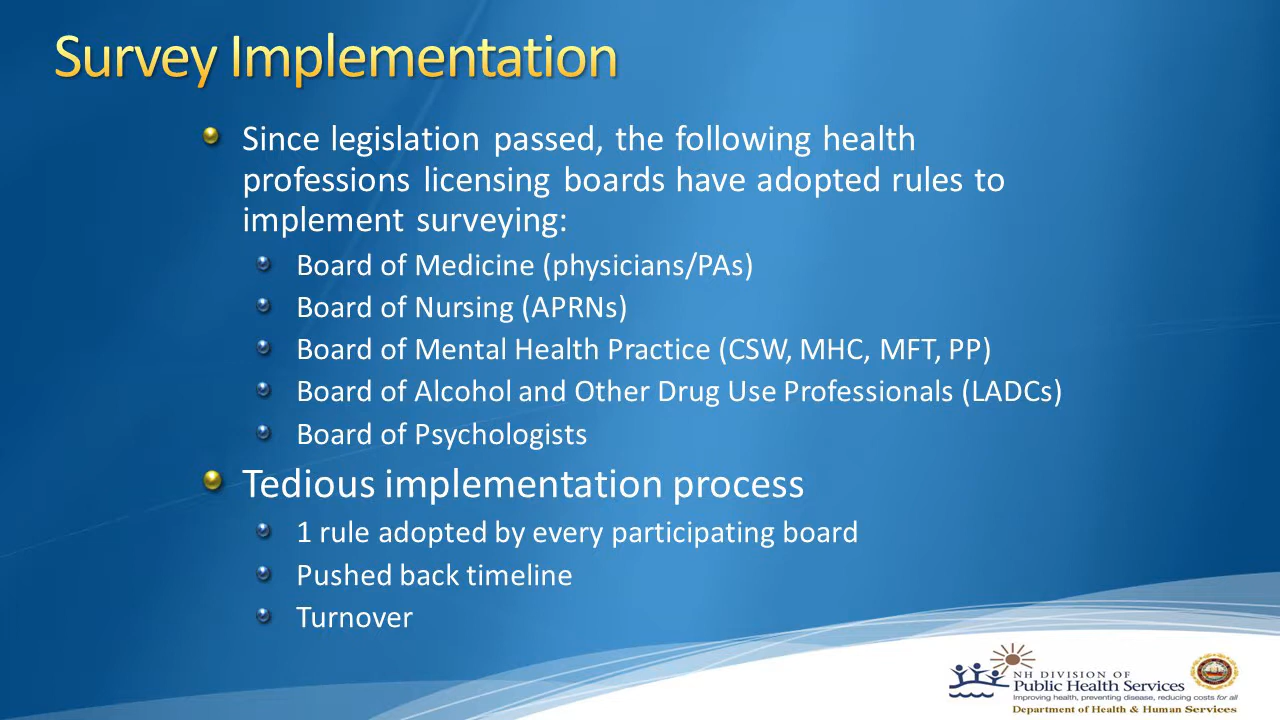 Survey Implementation
Since legislation passed, the following health
professions licensing boards have adopted rules to
implement surveying:
Board of Medicine (physicians/PAs)
Board of Nursing (APRNs)
Board of Mental Health Practice (CSW, MHC, MFT, PP)
Board of Alcohol and Other Drug Use Professionals (LADCs)
Board of Psychologists
Tedious implementation process
1 rule adopted by every participating board
Pushed back timeline
Turnover
NH DIVISION OF
Public Health Services
Improving health, preventing disease, reducing costs for all
Department of Health & Human Services